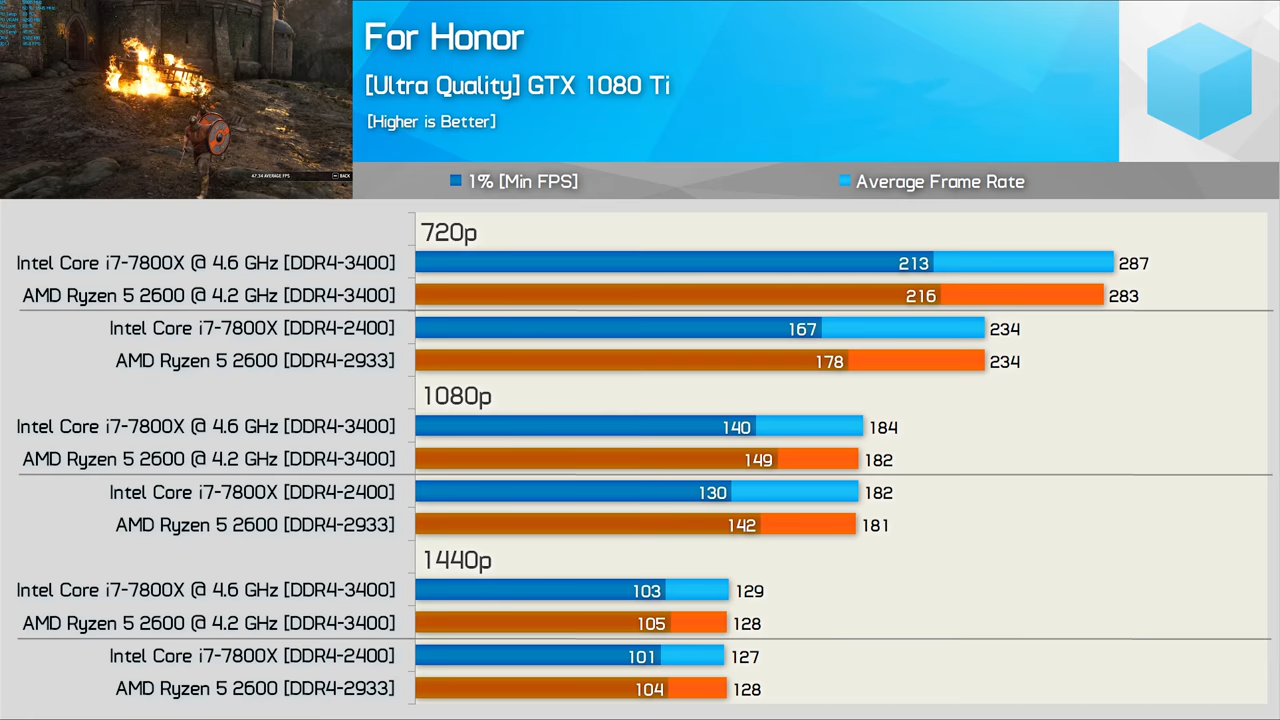 For Honor
[Ultra Quality] GTX 1080 Ti
[Higher is Better]
47.34 AVERAGE FPS
BACK
1% [Min FPS]
Average Frame Rate
720p
Intel Core i7-7800X @ 4.6 GHz [DDR4-3400] 213 287
AMD Ryzen 5 2600 @ 4.2 GHz [DDR4-3400] 216 283
Intel Core i7-7800X [DDR4-2400] 167 234
AMD Ryzen 5 2600 [DDR4-2933] 178 234
1080p
Intel Core i7-7800X @ 4.6 GHz [DDR4-3400] 140 184
AMD Ryzen 5 2600 @ 4.2 GHz [DDR4-3400] 149 182
Intel Core i7-7800X [DDR4-2400] 130 182
AMD Ryzen 5 2600 [DDR4-2933] 142 181
1440p
Intel Core i7-7800X @ 4.6 GHz [DDR4-3400] 103 129
AMD Ryzen 5 2600 @ 4.2 GHz [DDR4-3400] 105 128
Intel Core i7-7800X [DDR4-2400] 101 127
AMD Ryzen 5 2600 [DDR4-2933] 104 128